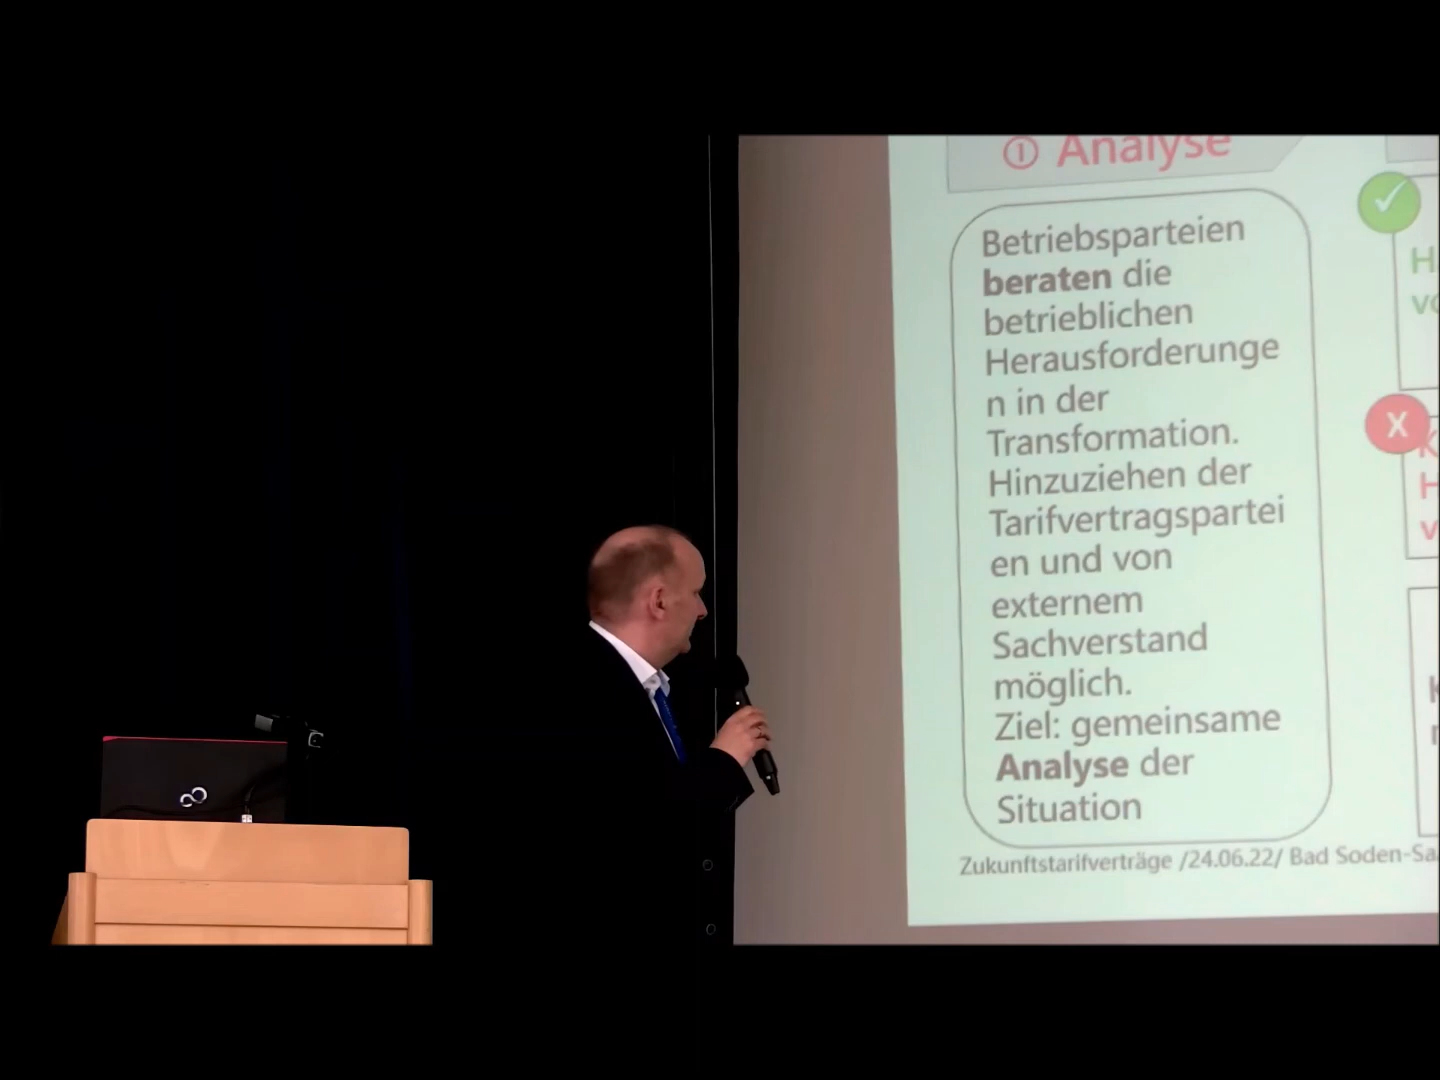 ① Analyse
Betriebsparteien
beraten die
betrieblichen
Herausforderunge
n in der
Transformation.
Hinzuziehen der
Tarifvertragspartei
en und von
externem
Sachverstand
möglich.
Ziel: gemeinsame
Analyse der
Situation
Zukunftstarifverträge /24.06.22/ Bad Soden-Sa
X